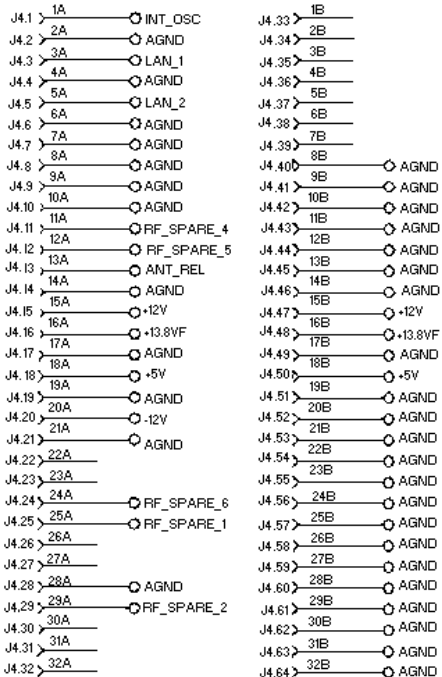 J4.1 1A INT_OSC
J4.2 2A AGND
J4.3 3A LAN_1
J4.4 4A AGND
J4.5 5A LAN_2
J4.6 6A AGND
J4.7 7A AGND
J4.8 8A AGND
J4.9 9A AGND
J4.10 10A AGND
J4.11 11A RF_SPARE_4
J4.12 12A RF_SPARE_5
J4.13 13A ANT_REL
J4.14 14A AGND
J4.15 15A +12V
J4.16 16A +13.8VF
J4.17 17A AGND
J4.18 18A +5V
J4.19 19A AGND
J4.20 20A -12V
J4.21 21A AGND
J4.22 22A
J4.23 23A
J4.24 24A RF_SPARE_6
J4.25 25A RF_SPARE_1
J4.26 26A
J4.27 27A
J4.28 28A AGND
J4.29 29A RF_SPARE_2
J4.30 30A
J4.31 31A
J4.32 32A
J4.33 1B
J4.34 2B
J4.35 3B
J4.36 4B
J4.37 5B
J4.38 6B
J4.39 7B
J4.40 8B AGND
J4.41 9B AGND
J4.42 10B AGND
J4.43 11B AGND
J4.44 12B AGND
J4.45 13B AGND
J4.46 14B AGND
J4.47 15B +12V
J4.48 16B +13.8VF
J4.49 17B AGND
J4.50 18B +5V
J4.51 19B AGND
J4.52 20B AGND
J4.53 21B AGND
J4.54 22B AGND
J4.55 23B AGND
J4.56 24B AGND
J4.57 25B AGND
J4.58 26B AGND
J4.59 27B AGND
J4.60 28B AGND
J4.61 29B AGND
J4.62 30B AGND
J4.63 31B AGND
J4.64 32B AGND